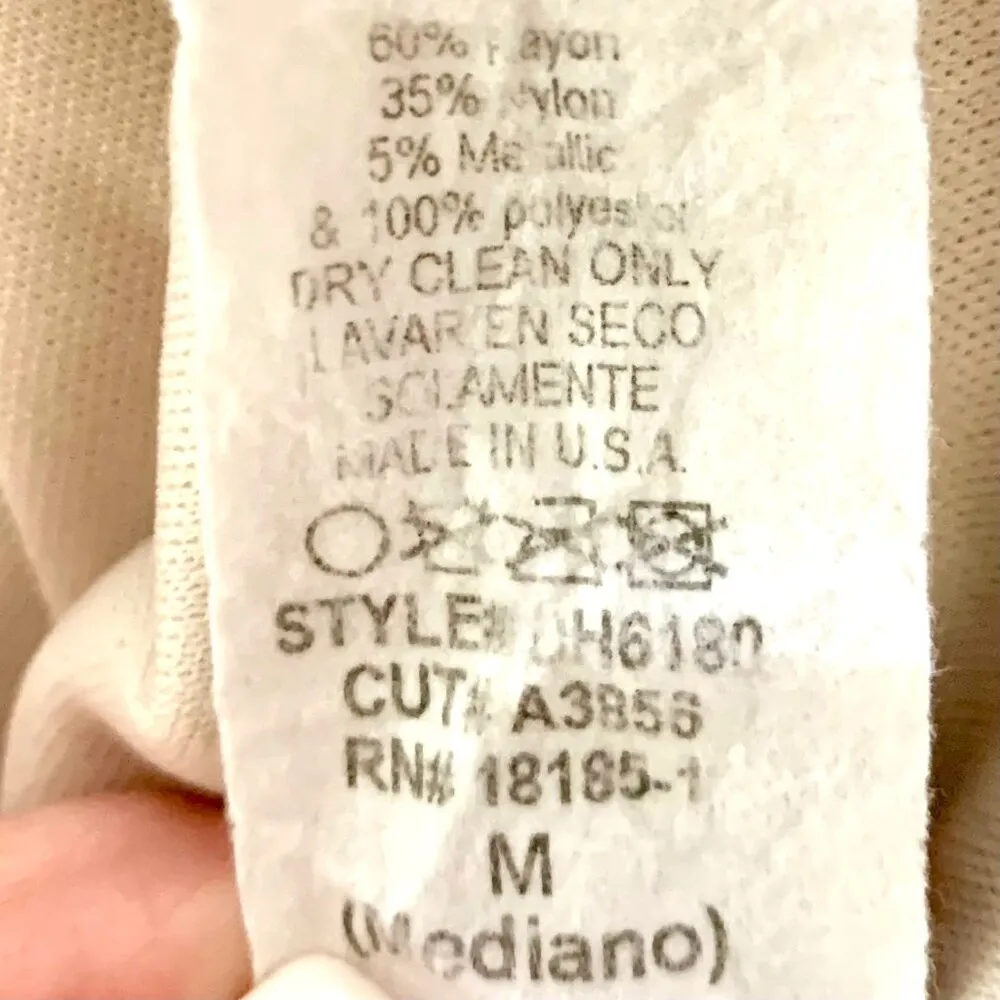 60% Rayon
35% Nylon
5% Metallic
& 100% polyester
DRY CLEAN ONLY
LAVAR EN SECO
SOLAMENTE
MADE IN U.S.A.
STYLE# DH6180
CUT# A3856
RN# 18185-1
M
(Mediano)